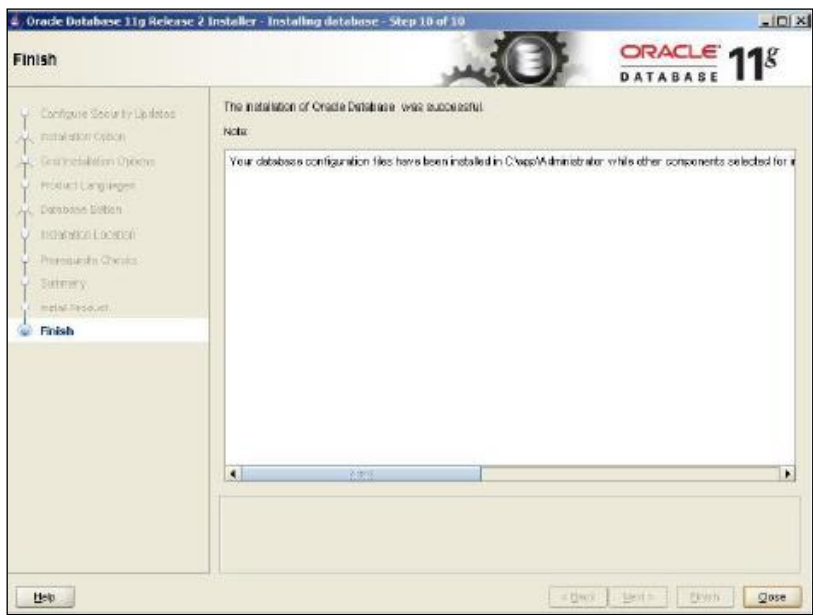 Oracle Database 11g Release 2 Installer - Installing database - Step 10 of 10
Finish
ORACLE
DATABASE
11g
Configure Security Updates
Installation Option
Grid Installation Options
Product Languages
Database Edition
Installation Location
Prerequisite Checks
Summary
Install Product
Finish
The installation of Oracle Database was successful.
Note:
Your database configuration files have been installed in C:\app\Administrator while other components selected for
Help
< Back
Next >
Finish
Close